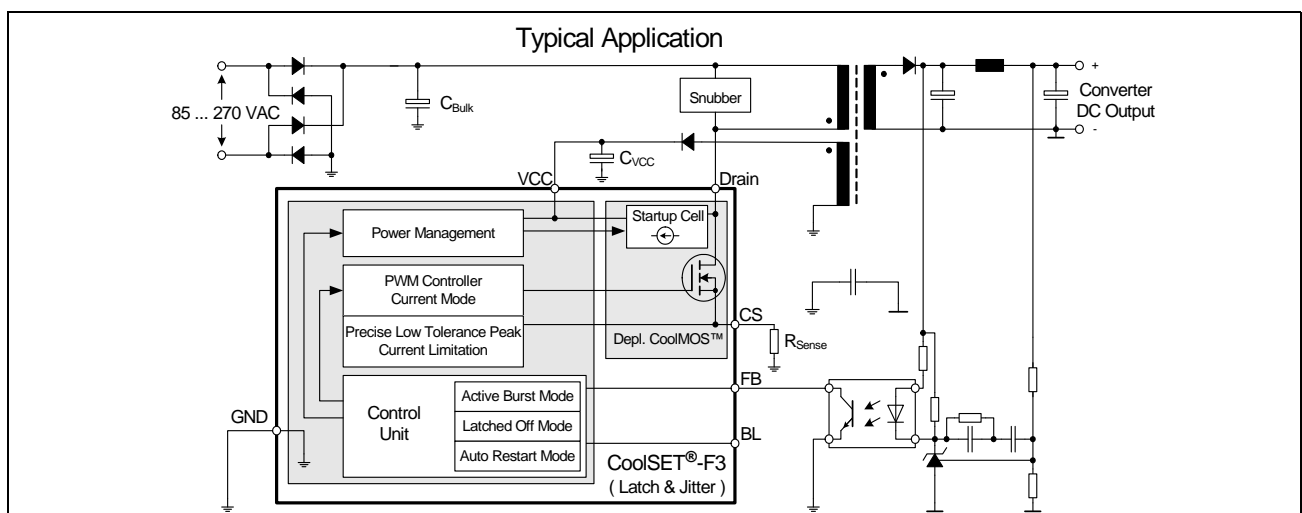 Typical Application
Snubber
+
Converter
DC Output
-
85 ... 270 VAC
CBulk
CVCC
VCC
Drain
Power Management
Startup Cell
PWM Controller
Current Mode
Precise Low Tolerance Peak
Current Limitation
Depl. CoolMOS™
CS
RSense
FB
Control
Unit
Active Burst Mode
Latched Off Mode
Auto Restart Mode
GND
BL
CoolSET®-F3
( Latch & Jitter )